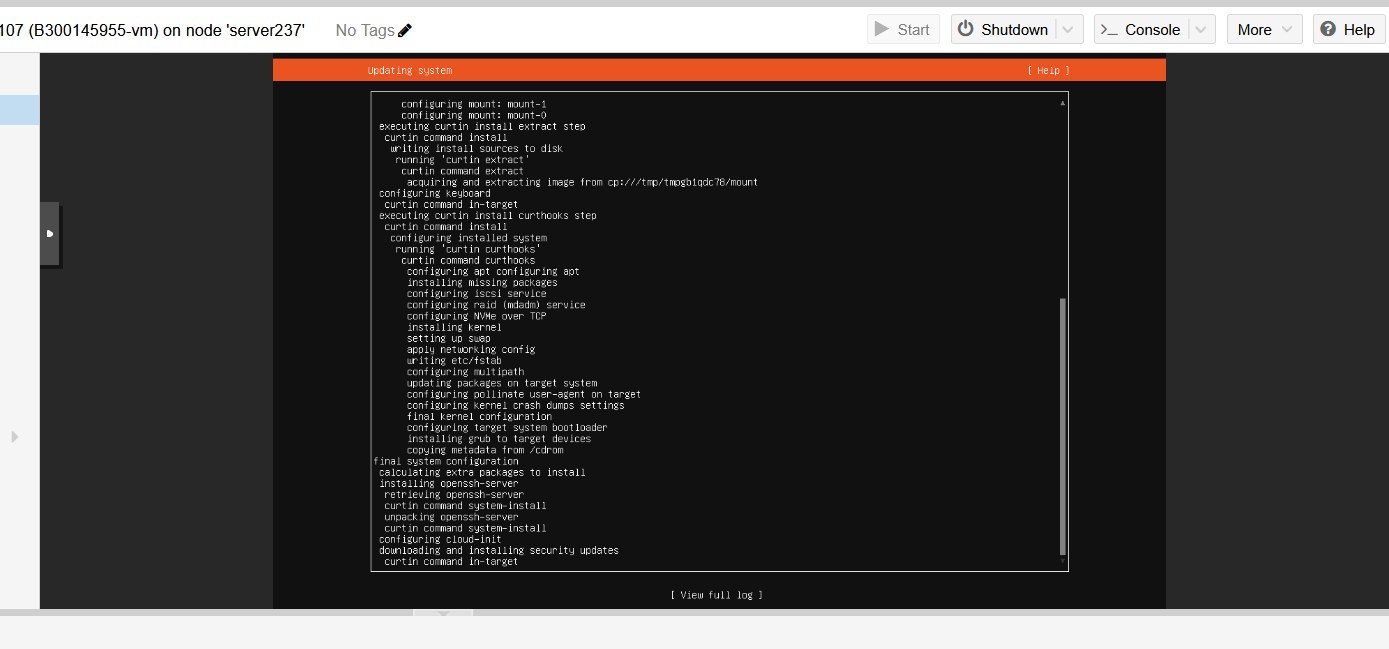 107 (B300145955-vm) on node 'server237'
No Tags
Start
Shutdown
Console
More
Help
Updating system
[ Help ]
configuring mount: mount-1
configuring mount: mount-0
executing curtin install extract step
curtin command install
writing install sources to disk
running 'curtin extract'
curtin command extract
acquiring and extracting image from cp:///tmp/tmpgb1qdc78/mount
configuring keyboard
curtin command in-target
executing curtin install curthooks step
curtin command install
configuring installed system
running 'curtin curthooks'
curtin command curthooks
configuring apt configuring apt
installing missing packages
configuring iscsi service
configuring raid (mdadm) service
configuring NVMe over TCP
installing kernel
setting up swap
apply networking config
writing etc/fstab
configuring multipath
updating packages on target system
configuring pollinate user-agent on target
configuring kernel crash dumps settings
final kernel configuration
configuring target system bootloader
installing grub to target devices
copying metadata from /cdrom
final system configuration
calculating extra packages to install
installing openssh-server
retrieving openssh-server
curtin command system-install
unpacking openssh-server
curtin command system-install
configuring cloud-init
downloading and installing security updates
curtin command in-target
[ View full log ]